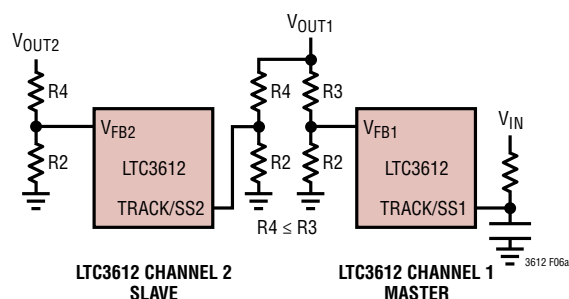 VOUT2
R4
R2
VFB2
LTC3612
TRACK/SS2
VOUT1
R4
R3
R2
R2
R4 ≤ R3
VFB1
LTC3612
TRACK/SS1
VIN
3612 F06a
LTC3612 CHANNEL 2
SLAVE
LTC3612 CHANNEL 1
MASTER